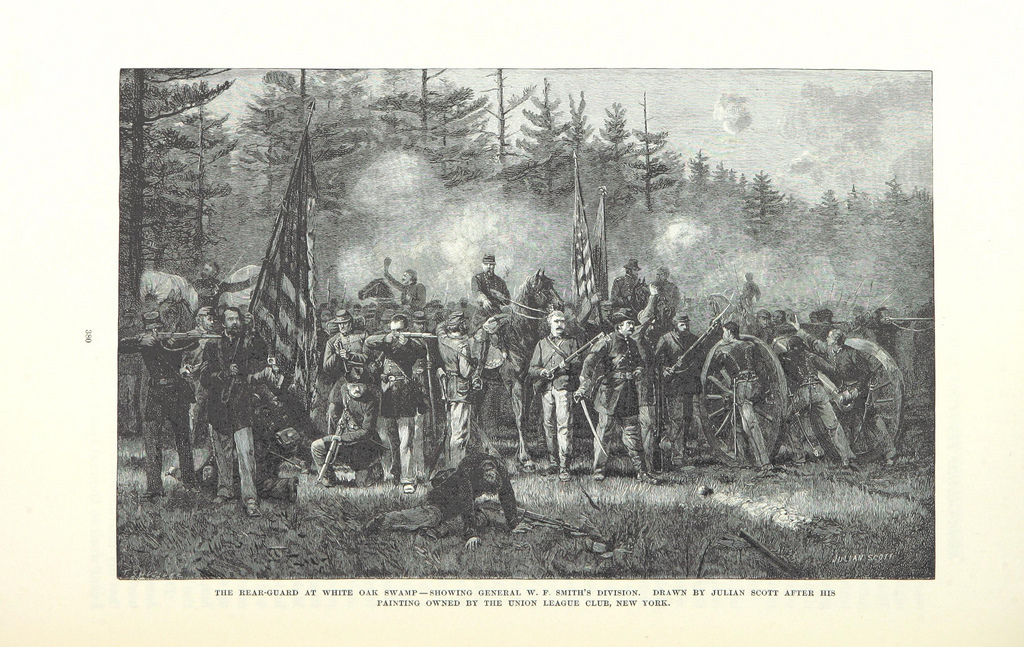 380
JULIAN SCOTT
THE REAR-GUARD AT WHITE OAK SWAMP—SHOWING GENERAL W. F. SMITH'S DIVISION. DRAWN BY JULIAN SCOTT AFTER HIS
PAINTING OWNED BY THE UNION LEAGUE CLUB, NEW YORK.